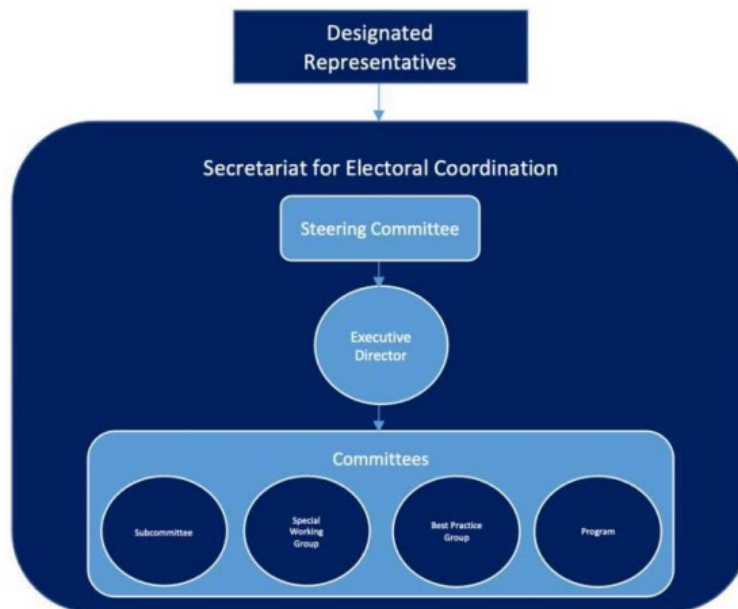 Designated
Representatives
Secretariat for Electoral Coordination
Steering Committee
Executive
Director
Committees
Subcommittee
Special
Working
Group
Best Practice
Group
Program